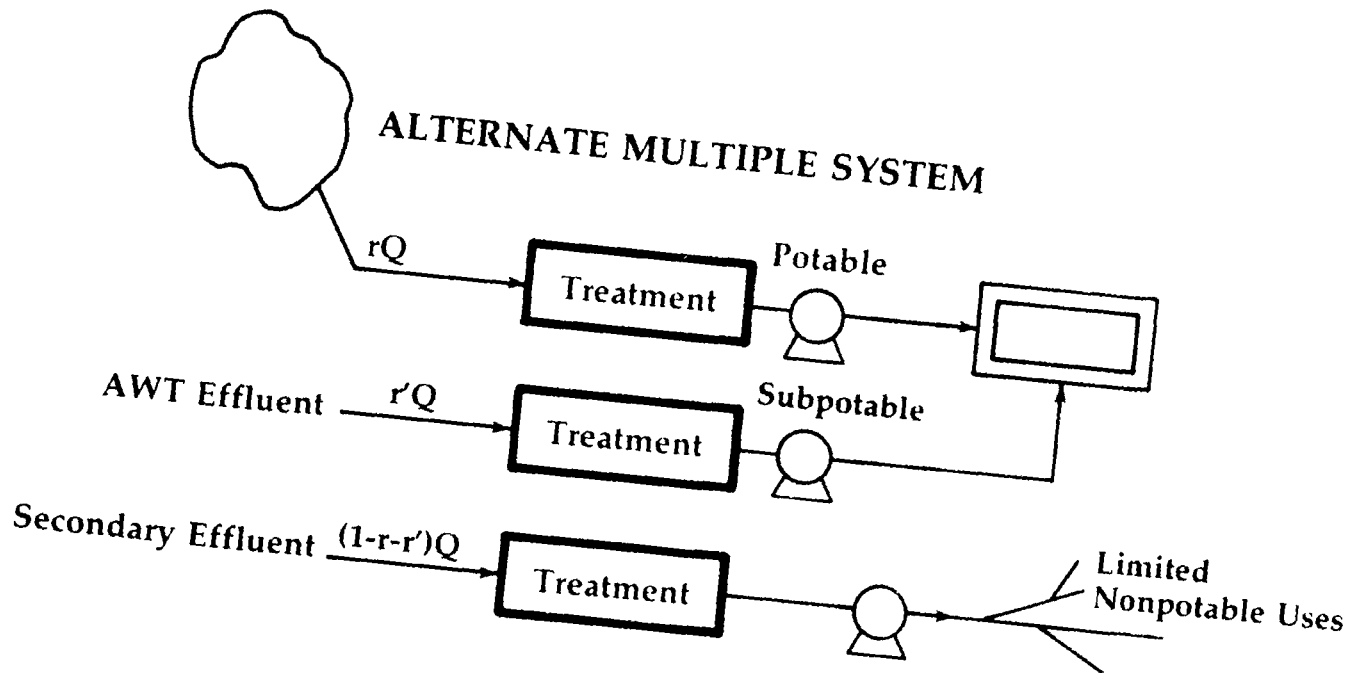 ALTERNATE MULTIPLE SYSTEM
rQ
Treatment
Potable
AWT Effluent
r'Q
Treatment
Subpotable
Secondary Effluent
(1-r-r')Q
Treatment
Limited
Nonpotable Uses